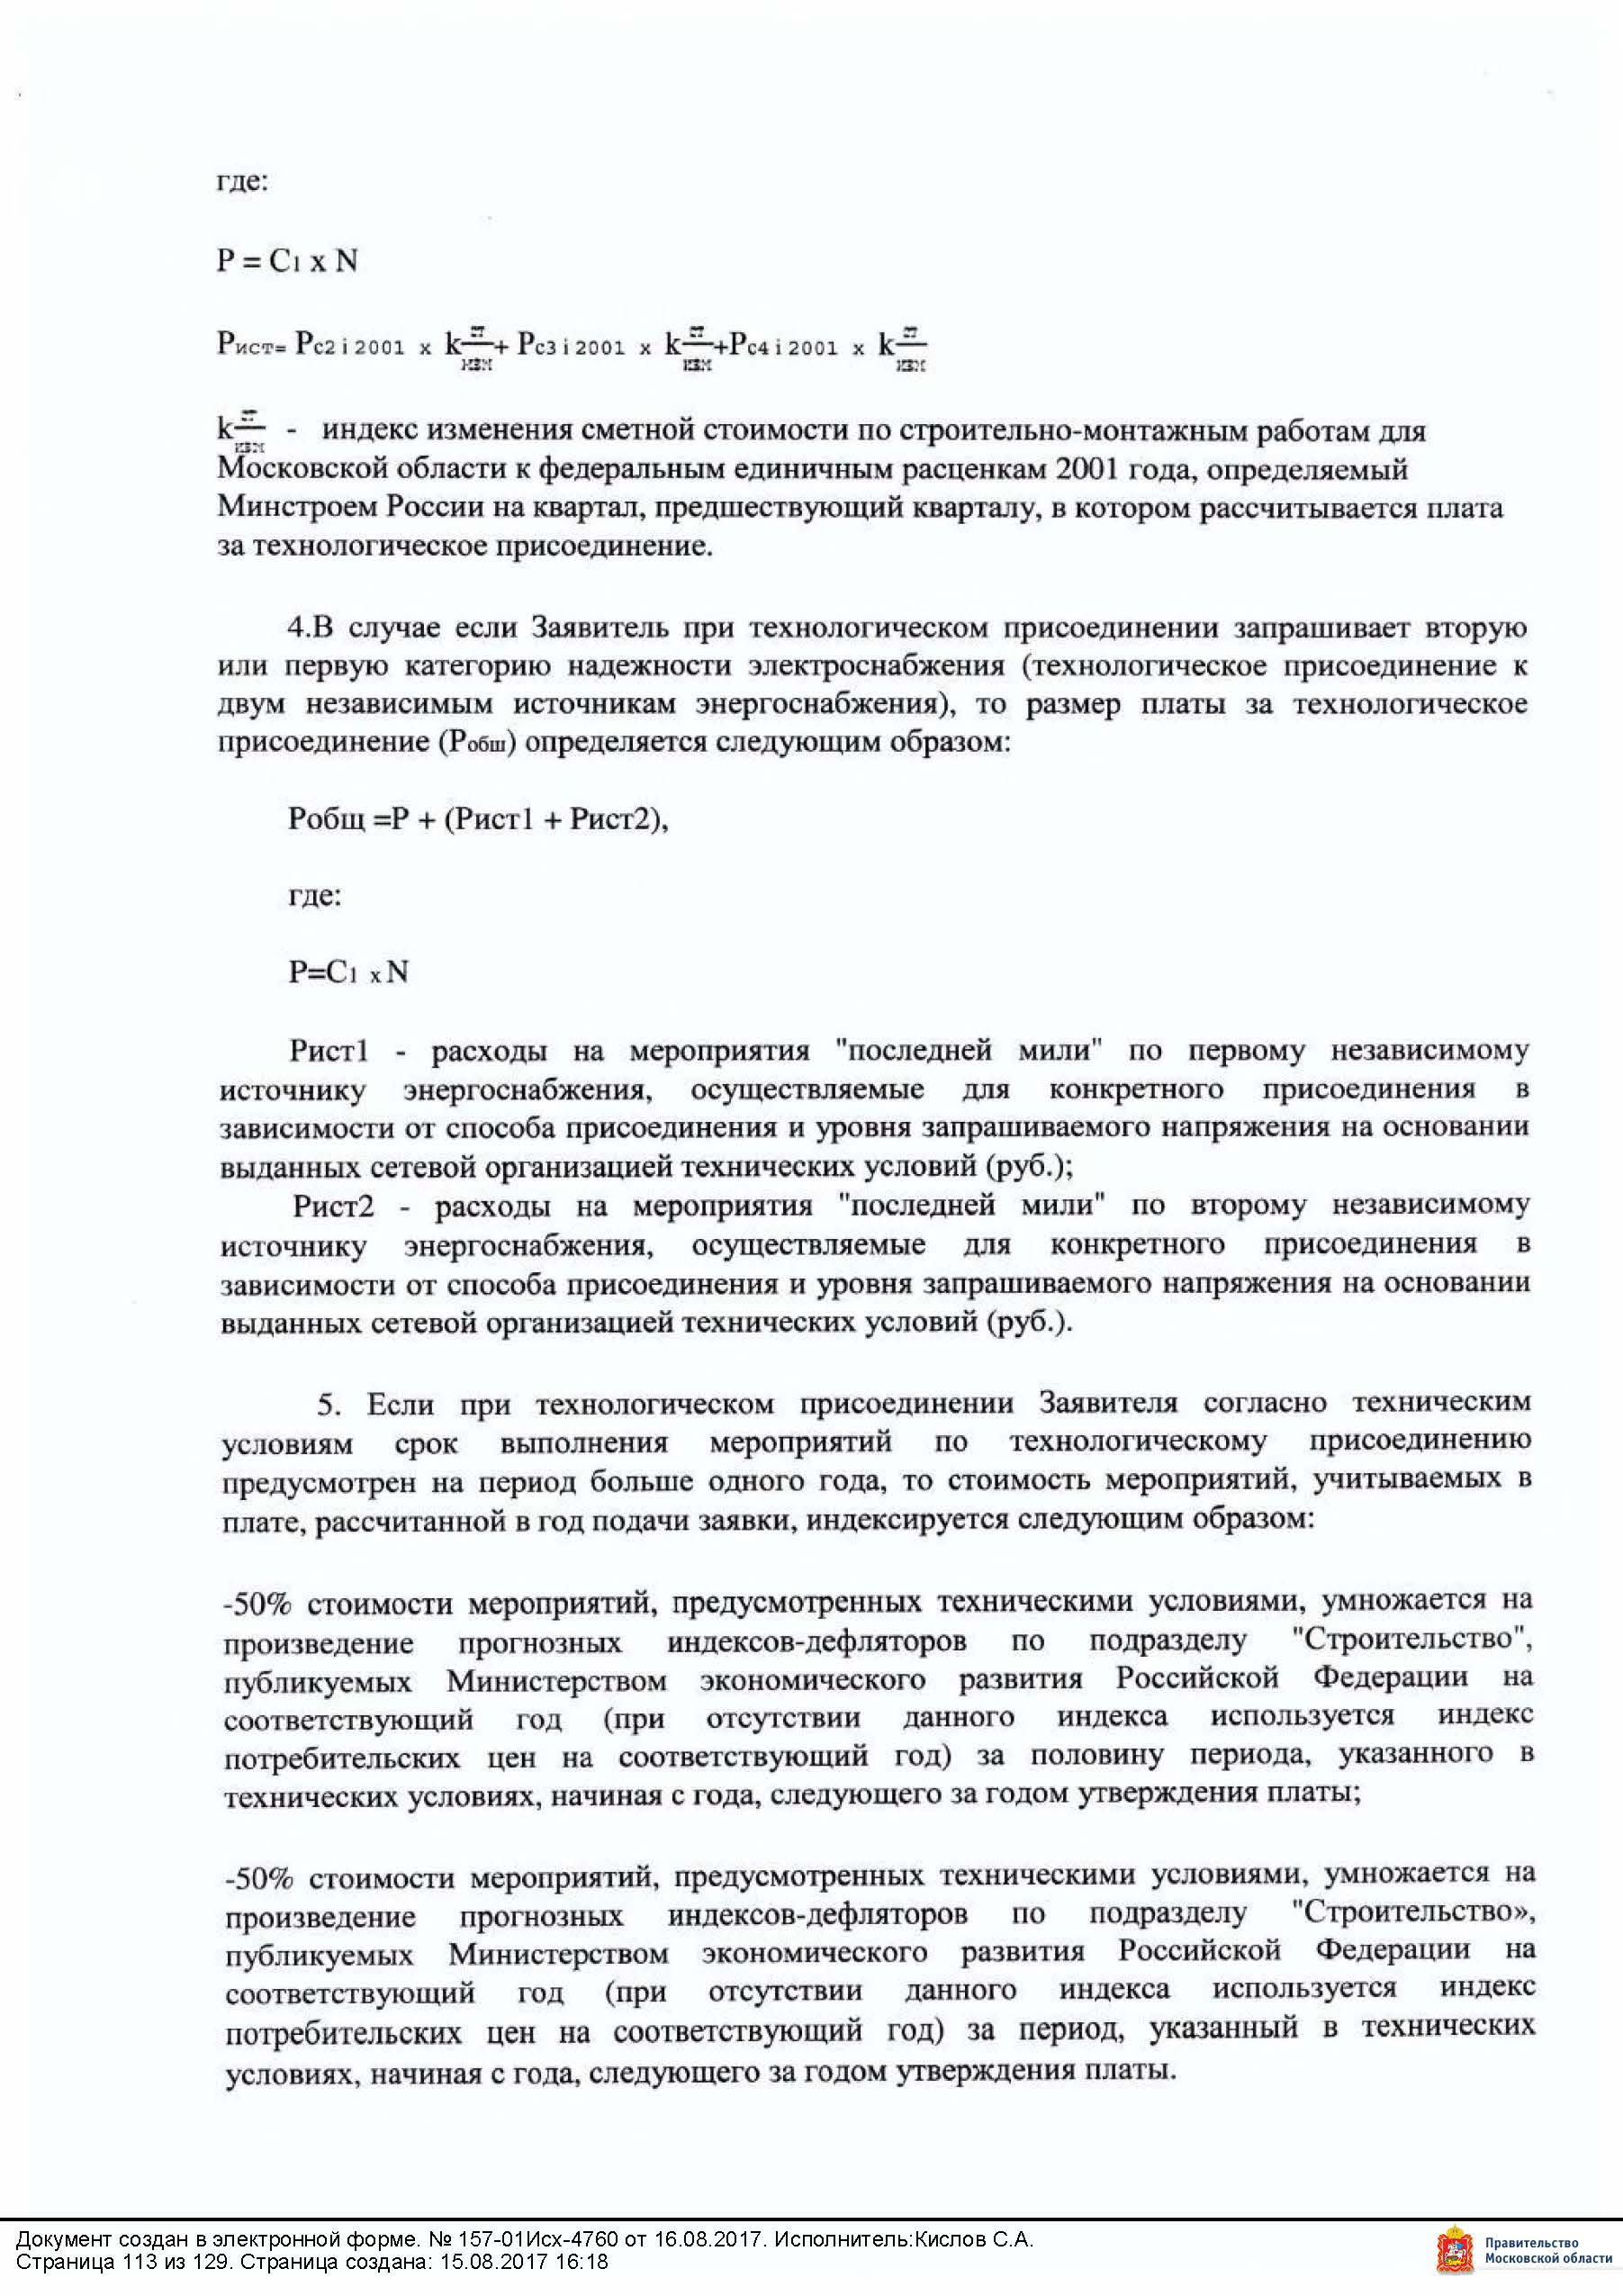 где:
P = C1 x N
Рист= Рс2 i 2001 x k + Рс3 i 2001 x k +Рс4 i 2001 x k
k - индекс изменения сметной стоимости по строительно-монтажным работам для
Московской области к федеральным единичным расценкам 2001 года, определяемый
Минстроем России на квартал, предшествующий кварталу, в котором рассчитывается плата
за технологическое присоединение.
4.В случае если Заявитель при технологическом присоединении запрашивает вторую
или первую категорию надежности электроснабжения (технологическое присоединение к
двум независимым источникам энергоснабжения), то размер платы за технологическое
присоединение (Робщ) определяется следующим образом:
Робщ =Р + (Рист1 + Рист2),
где:
P=C1 x N
Рист1 - расходы на мероприятия "последней мили" по первому независимому
источнику энергоснабжения, осуществляемые для конкретного присоединения в
зависимости от способа присоединения и уровня запрашиваемого напряжения на основании
выданных сетевой организацией технических условий (руб.);
Рист2 - расходы на мероприятия "последней мили" по второму независимому
источнику энергоснабжения, осуществляемые для конкретного присоединения в
зависимости от способа присоединения и уровня запрашиваемого напряжения на основании
выданных сетевой организацией технических условий (руб.).
5. Если при технологическом присоединении Заявителя согласно техническим
условиям срок выполнения мероприятий по технологическому присоединению
предусмотрен на период больше одного года, то стоимость мероприятий, учитываемых в
плате, рассчитанной в год подачи заявки, индексируется следующим образом:
-50% стоимости мероприятий, предусмотренных техническими условиями, умножается на
произведение прогнозных индексов-дефляторов по подразделу "Строительство",
публикуемых Министерством экономического развития Российской Федерации на
соответствующий год (при отсутствии данного индекса используется индекс
потребительских цен на соответствующий год) за половину периода, указанного в
технических условиях, начиная с года, следующего за годом утверждения платы;
-50% стоимости мероприятий, предусмотренных техническими условиями, умножается на
произведение прогнозных индексов-дефляторов по подразделу "Строительство»,
публикуемых Министерством экономического развития Российской Федерации на
соответствующий год (при отсутствии данного индекса используется индекс
потребительских цен на соответствующий год) за период, указанный в технических
условиях, начиная с года, следующего за годом утверждения платы.
Документ создан в электронной форме. № 157-01Исх-4760 от 16.08.2017. Исполнитель:Кислов С.А.
Страница 113 из 129. Страница создана: 15.08.2017 16:18
Правительство
Московской области